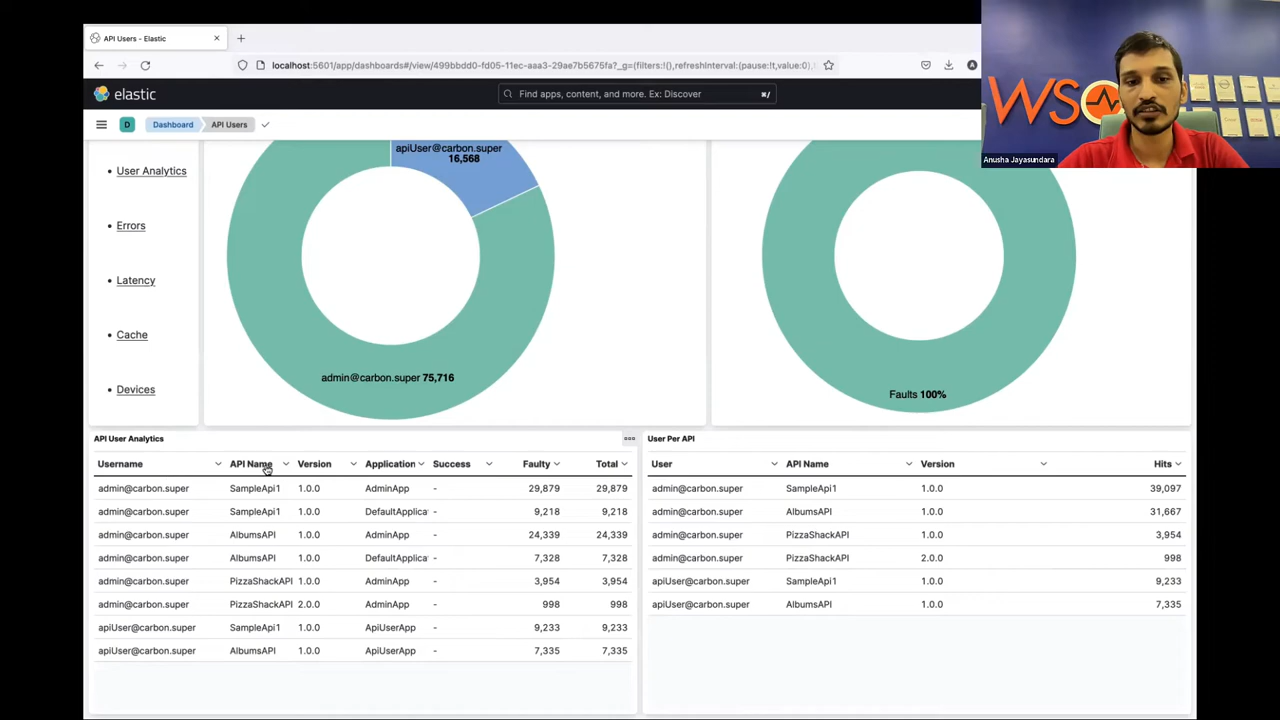 API Users - Elastic
localhost:5601/app/dashboards#/view/499bbdd0-fd05-11ec-aaa3-29ae7b5675fa?_g=(filters:!(),refreshInterval:(pause:!t,value:0),
elastic
Find apps, content, and more. Ex: Discover
⌘/
D
Dashboard
API Users
WSO
Anusha Jayasundara
User Analytics
Errors
Latency
Cache
Devices
apiUser@carbon.super
16,568
admin@carbon.super 75,716
Faults 100%
API User Analytics
Username API Name Version Application Success Faulty Total
admin@carbon.super SampleApi1 1.0.0 AdminApp - 29,879 29,879
admin@carbon.super SampleApi1 1.0.0 DefaultApplica - 9,218 9,218
admin@carbon.super AlbumsAPI 1.0.0 AdminApp - 24,339 24,339
admin@carbon.super AlbumsAPI 1.0.0 DefaultApplica - 7,328 7,328
admin@carbon.super PizzaShackAPI 1.0.0 AdminApp - 3,954 3,954
admin@carbon.super PizzaShackAPI 2.0.0 AdminApp - 998 998
apiUser@carbon.super SampleApi1 1.0.0 ApiUserApp - 9,233 9,233
apiUser@carbon.super AlbumsAPI 1.0.0 ApiUserApp - 7,335 7,335
User Per API
User API Name Version Hits
admin@carbon.super SampleApi1 1.0.0 39,097
admin@carbon.super AlbumsAPI 1.0.0 31,667
admin@carbon.super PizzaShackAPI 1.0.0 3,954
admin@carbon.super PizzaShackAPI 2.0.0 998
apiUser@carbon.super SampleApi1 1.0.0 9,233
apiUser@carbon.super AlbumsAPI 1.0.0 7,335